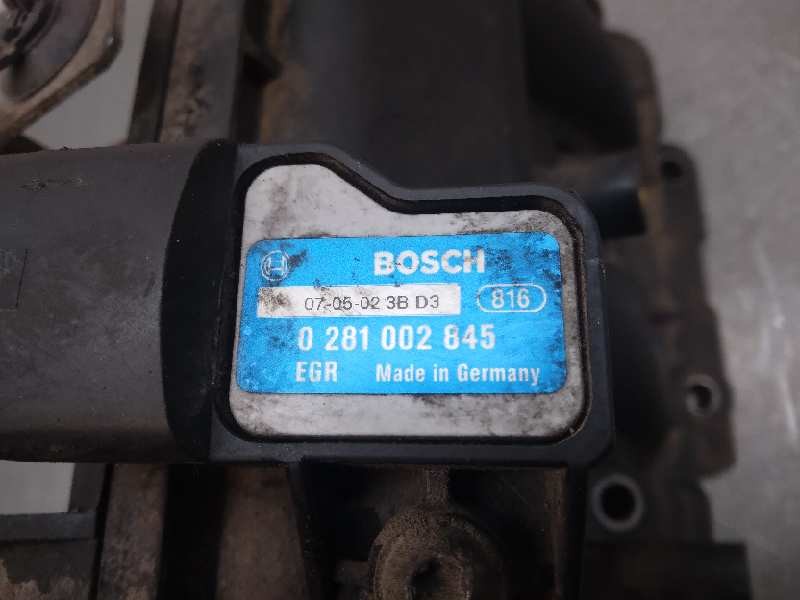 BOSCH
07-05-02 3B D3 816
0 281 002 845
EGR Made in Germany